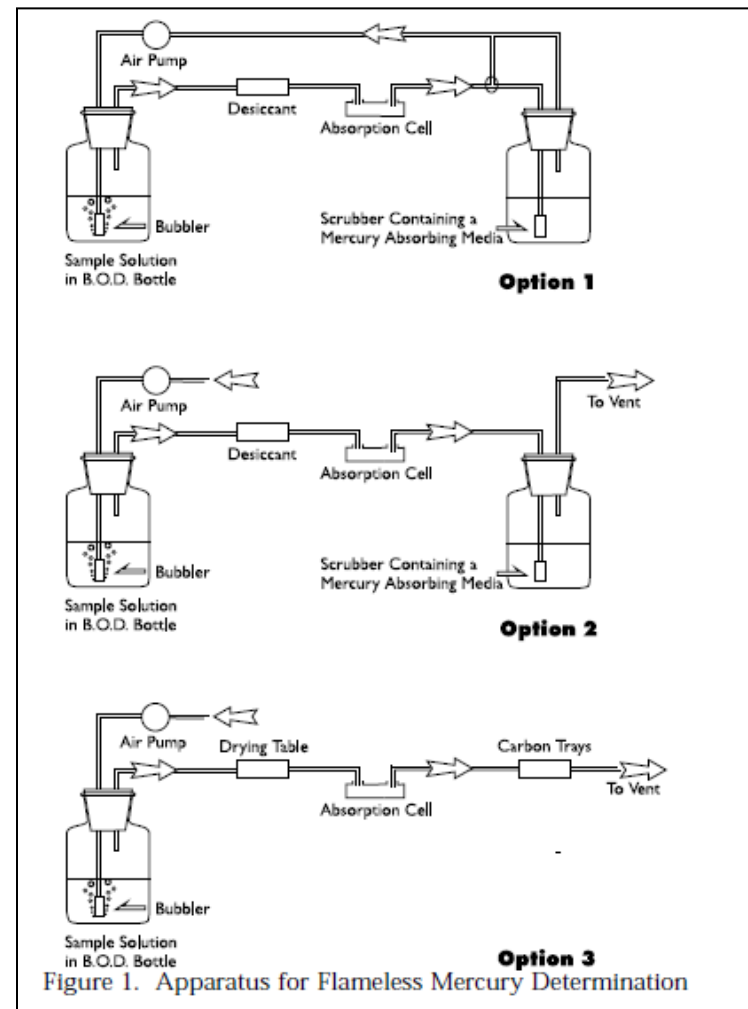 Air Pump
Desiccant
Absorption Cell
Bubbler
Scrubber Containing a
Mercury Absorbing Media
Sample Solution
in B.O.D. Bottle
Option 1
Air Pump
To Vent
Desiccant
Absorption Cell
Bubbler
Scrubber Containing a
Mercury Absorbing Media
Sample Solution
in B.O.D. Bottle
Option 2
Air Pump
Drying Table
Carbon Trays
To Vent
Absorption Cell
Bubbler
Sample Solution
in B.O.D. Bottle
Option 3
Figure 1. Apparatus for Flameless Mercury Determination